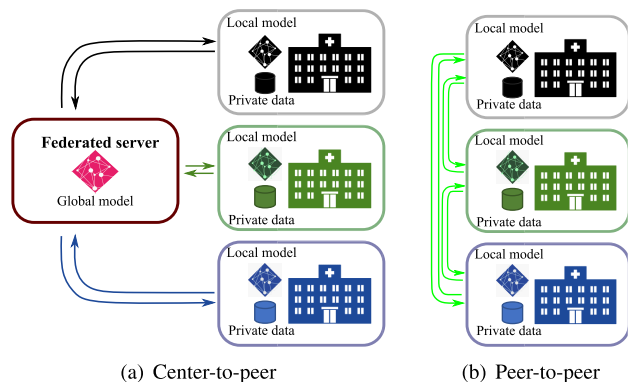 Local model
Private data
Federated server
Global model
Local model
Private data
Local model
Private data
(a) Center-to-peer
Local model
Private data
Local model
Private data
Local model
Private data
(b) Peer-to-peer